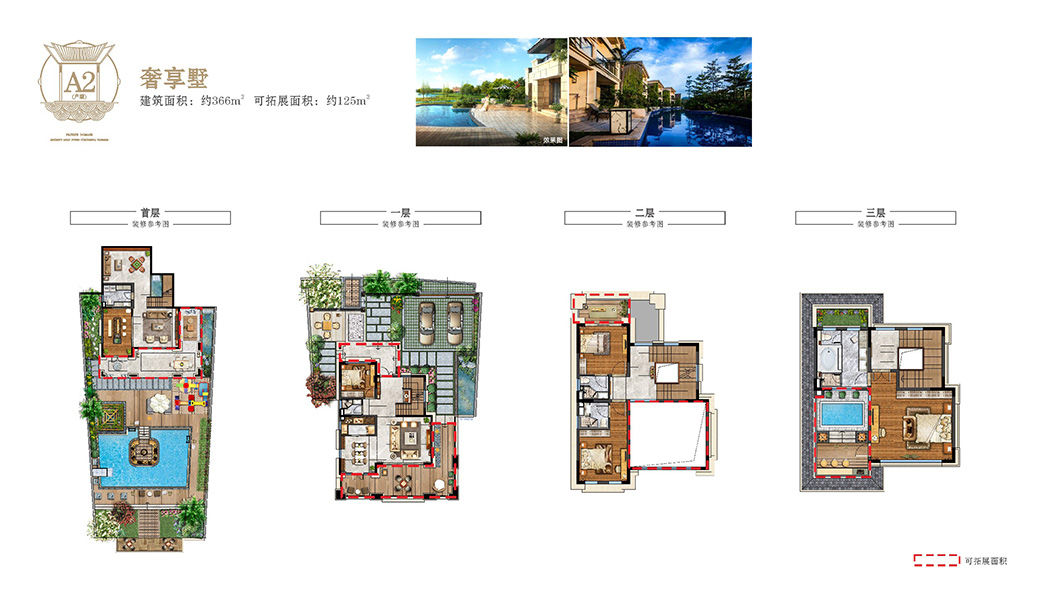 A2
(户型)
奢享墅
建筑面积：约366m² 可拓展面积：约125m²
效果图
首层
装修参考图
一层
装修参考图
二层
装修参考图
三层
装修参考图
可拓展面积